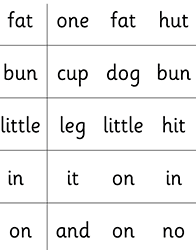 fat one fat hut
bun cup dog bun
little leg little hit
in it on in
on and on no